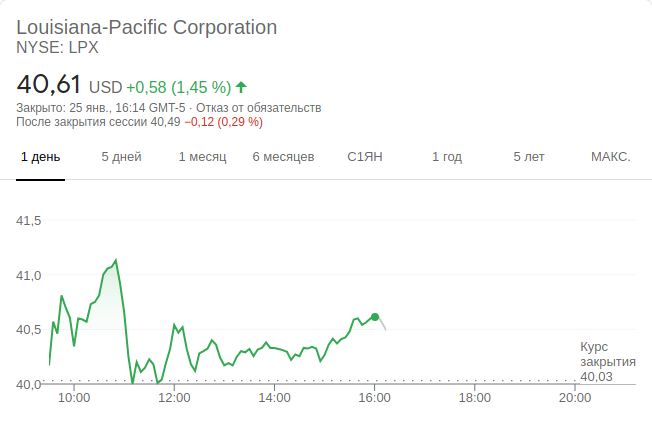 Louisiana-Pacific Corporation
NYSE: LPX
40,61 USD +0,58 (1,45 %)
Закрыто: 25 янв., 16:14 GMT-5 · Отказ от обязательств
После закрытия сессии 40,49 −0,12 (0,29 %)
1 день 5 дней 1 месяц 6 месяцев С1ЯН 1 год 5 лет МАКС.
41,5
41,0
40,5
Курс
закрытия
40,03
40,0
10:00 12:00 14:00 16:00 18:00 20:00